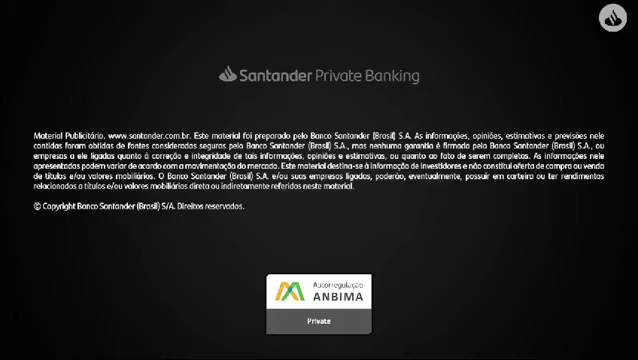 Santander Private Banking
Material Publicitário. www.santander.com.br. Este material foi preparado pelo Banco Santander (Brasil) S.A. As informações, opiniões, estimativas e previsões nele
contidas foram obtidas de fontes consideradas seguras pelo Banco Santander (Brasil) S.A., mas nenhuma garantia é firmada pelo Banco Santander (Brasil) S.A., ou
empresas a ele ligadas quanto à correção e integridade de tais informações, opiniões e estimativas, ou quanto ao fato de serem completas. As informações nele
apresentadas podem variar de acordo com a movimentação do mercado. Este material destina-se à informação de investidores e não constitui oferta de compra ou venda
de títulos e/ou valores mobiliários. O Banco Santander (Brasil) S.A. e/ou suas empresas ligadas, poderão, eventualmente, possuir em carteira ou ter rendimentos
relacionados a títulos e/ou valores mobiliários direta ou indiretamente referidos neste material.
© Copyright Banco Santander (Brasil) S/A. Direitos reservados.
Autorregulação
ANBIMA
Private